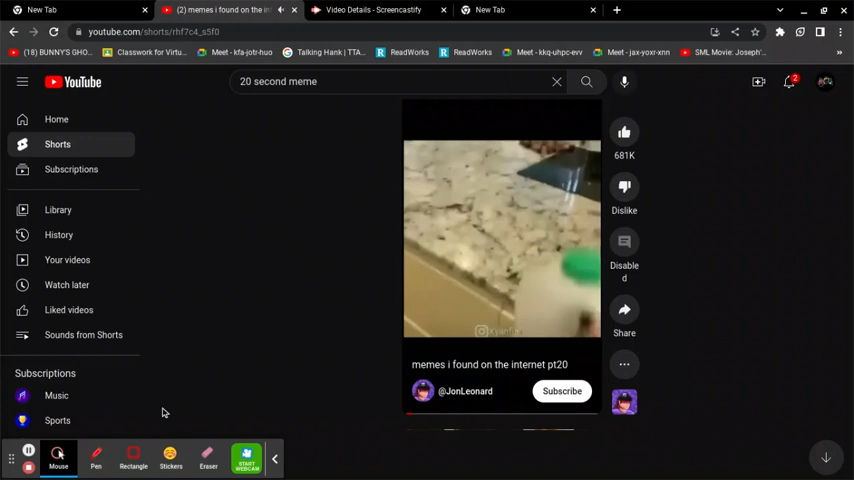 New Tab
(2) memes i found on the in
Video Details - Screencastify
New Tab
youtube.com/shorts/rhf7c4_s5f0
(18) BUNNY'S GHO...
Classwork for Virtu...
Meet - kfa-jotr-huo
Talking Hank | TTA...
ReadWorks
ReadWorks
Meet - kkq-uhpc-evv
Meet - jax-yoxr-xnn
SML Movie: Joseph'...
YouTube
20 second meme
2
Home
Shorts
Subscriptions
Library
History
Your videos
Watch later
Liked videos
Sounds from Shorts
Subscriptions
Music
Sports
681K
Dislike
Disable
d
Share
memes i found on the internet pt20
@JonLeonard
Subscribe
Mouse
Pen
Rectangle
Stickers
Eraser
START
WEBCAM